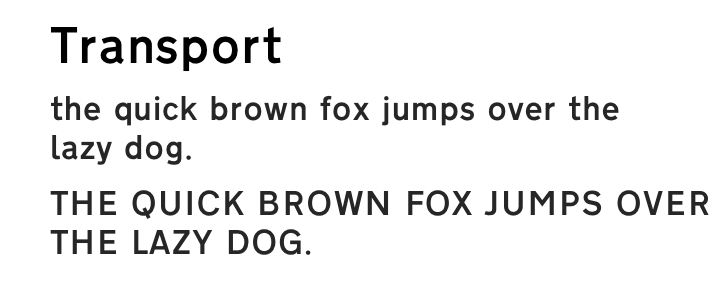 Transport
the quick brown fox jumps over the
lazy dog.
THE QUICK BROWN FOX JUMPS OVER
THE LAZY DOG.